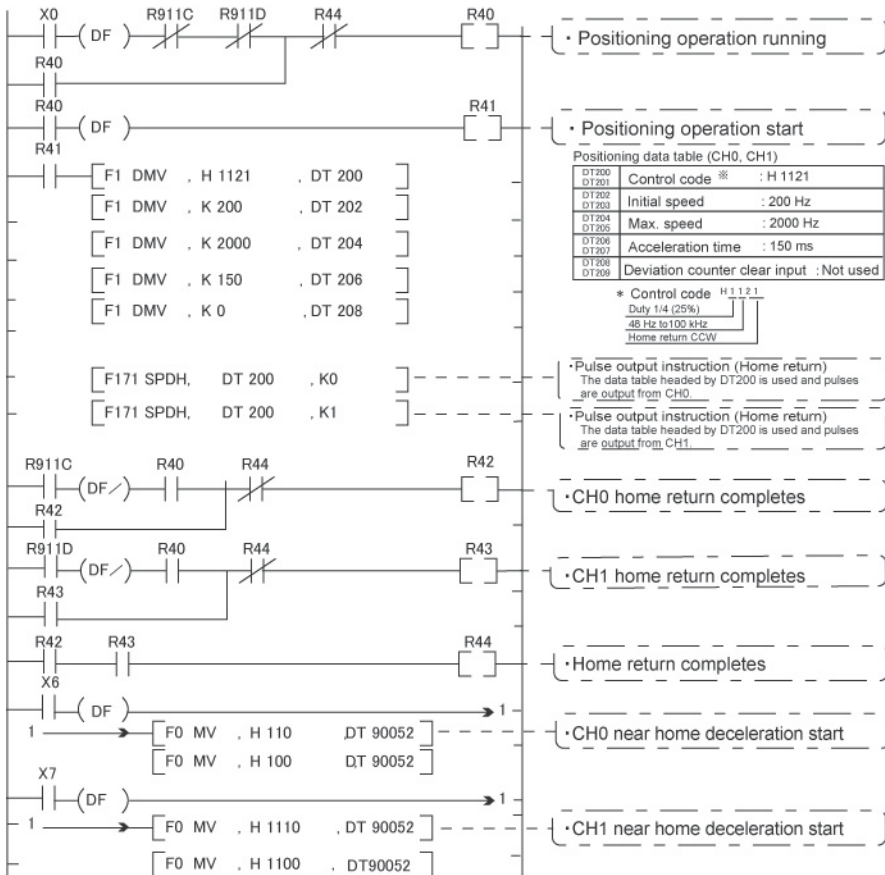 X0 R911C R911D R44 R40
( DF )
· Positioning operation running
R40
R40 R41
( DF )
· Positioning operation start
R41
Positioning data table (CH0, CH1)
F1 DMV , H 1121 , DT 200
DT200 DT201 Control code ※ : H 1121
F1 DMV , K 200 , DT 202
DT202 DT203 Initial speed : 200 Hz
F1 DMV , K 2000 , DT 204
DT204 DT205 Max. speed : 2000 Hz
F1 DMV , K 150 , DT 206
DT206 DT207 Acceleration time : 150 ms
F1 DMV , K 0 , DT 208
DT208 DT209 Deviation counter clear input : Not used
* Control code H 1 1 2 1
Duty 1/4 (25%)
48 Hz to100 kHz
Home return CCW
F171 SPDH, DT 200 , K0
·Pulse output instruction (Home return)
The data table headed by DT200 is used and pulses
are output from CH0.
F171 SPDH, DT 200 , K1
·Pulse output instruction (Home return)
The data table headed by DT200 is used and pulses
are output from CH1.
R911C R40 R44 R42
(DF/)
·CH0 home return completes
R42
R911D R40 R44 R43
(DF/)
·CH1 home return completes
R43
R42 R43 R44
·Home return completes
X6
( DF ) 1
1 F0 MV , H 110 ,DT 90052
·CH0 near home deceleration start
F0 MV , H 100 D,T 90052
X7
(DF ) 1
1 F0 MV , H 1110 , DT 90052
·CH1 near home deceleration start
F0 MV , H 1100 , DT90052